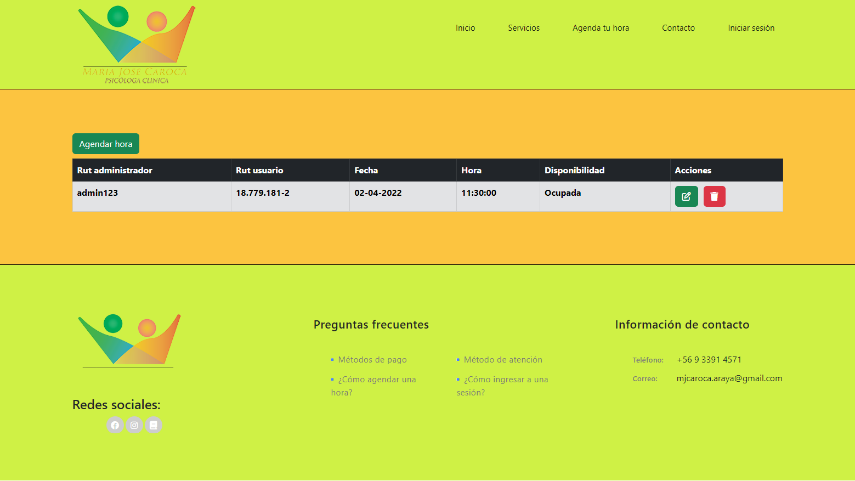 Inicio Servicios Agenda tu hora Contacto Iniciar sesión
MARIA JOSE CAROCA
PSICÓLOGA CLINICA
Agendar hora
Rut administrador Rut usuario Fecha Hora Disponibilidad Acciones
admin123 18.779.181-2 02-04-2022 11:30:00 Ocupada
Preguntas frecuentes
Métodos de pago
¿Cómo agendar una
hora?
Método de atención
¿Cómo ingresar a una
sesión?
Información de contacto
Teléfono: +56 9 3391 4571
Correo: mjcaroca.araya@gmail.com
Redes sociales: